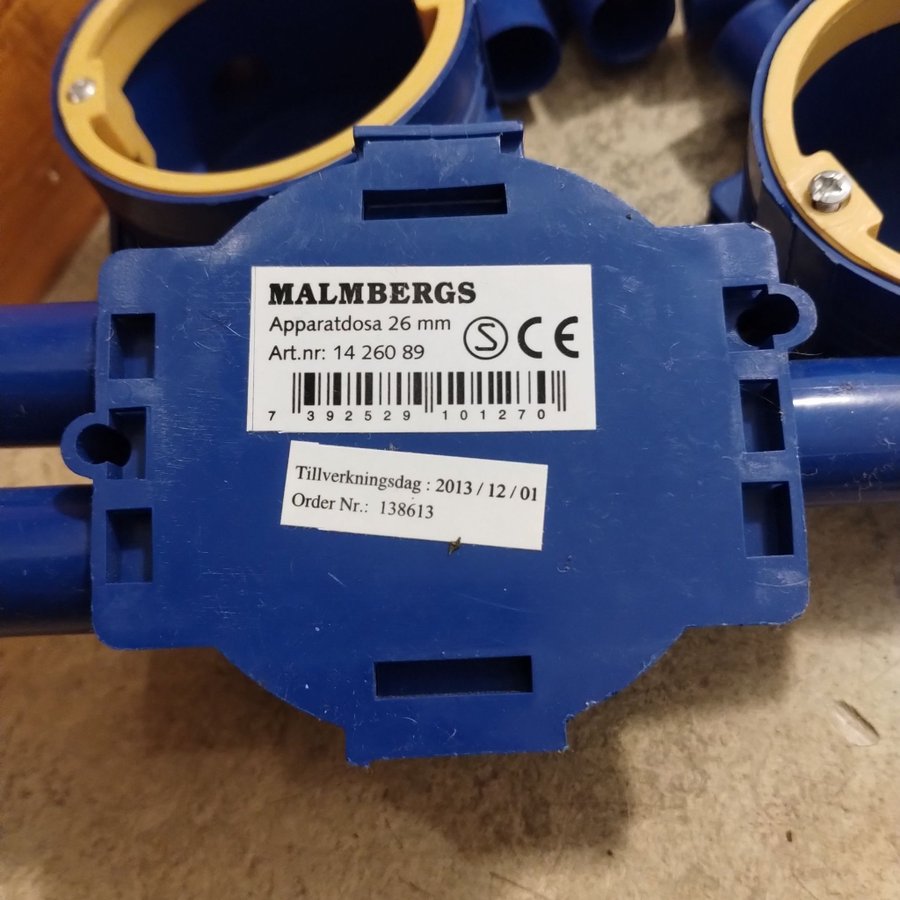 MALMBERGS
Apparatdosa 26 mm
Art.nr: 14 260 89
S CE
7 392529 101270
Tillverkningsdag : 2013 / 12 / 01
Order Nr.: 138613